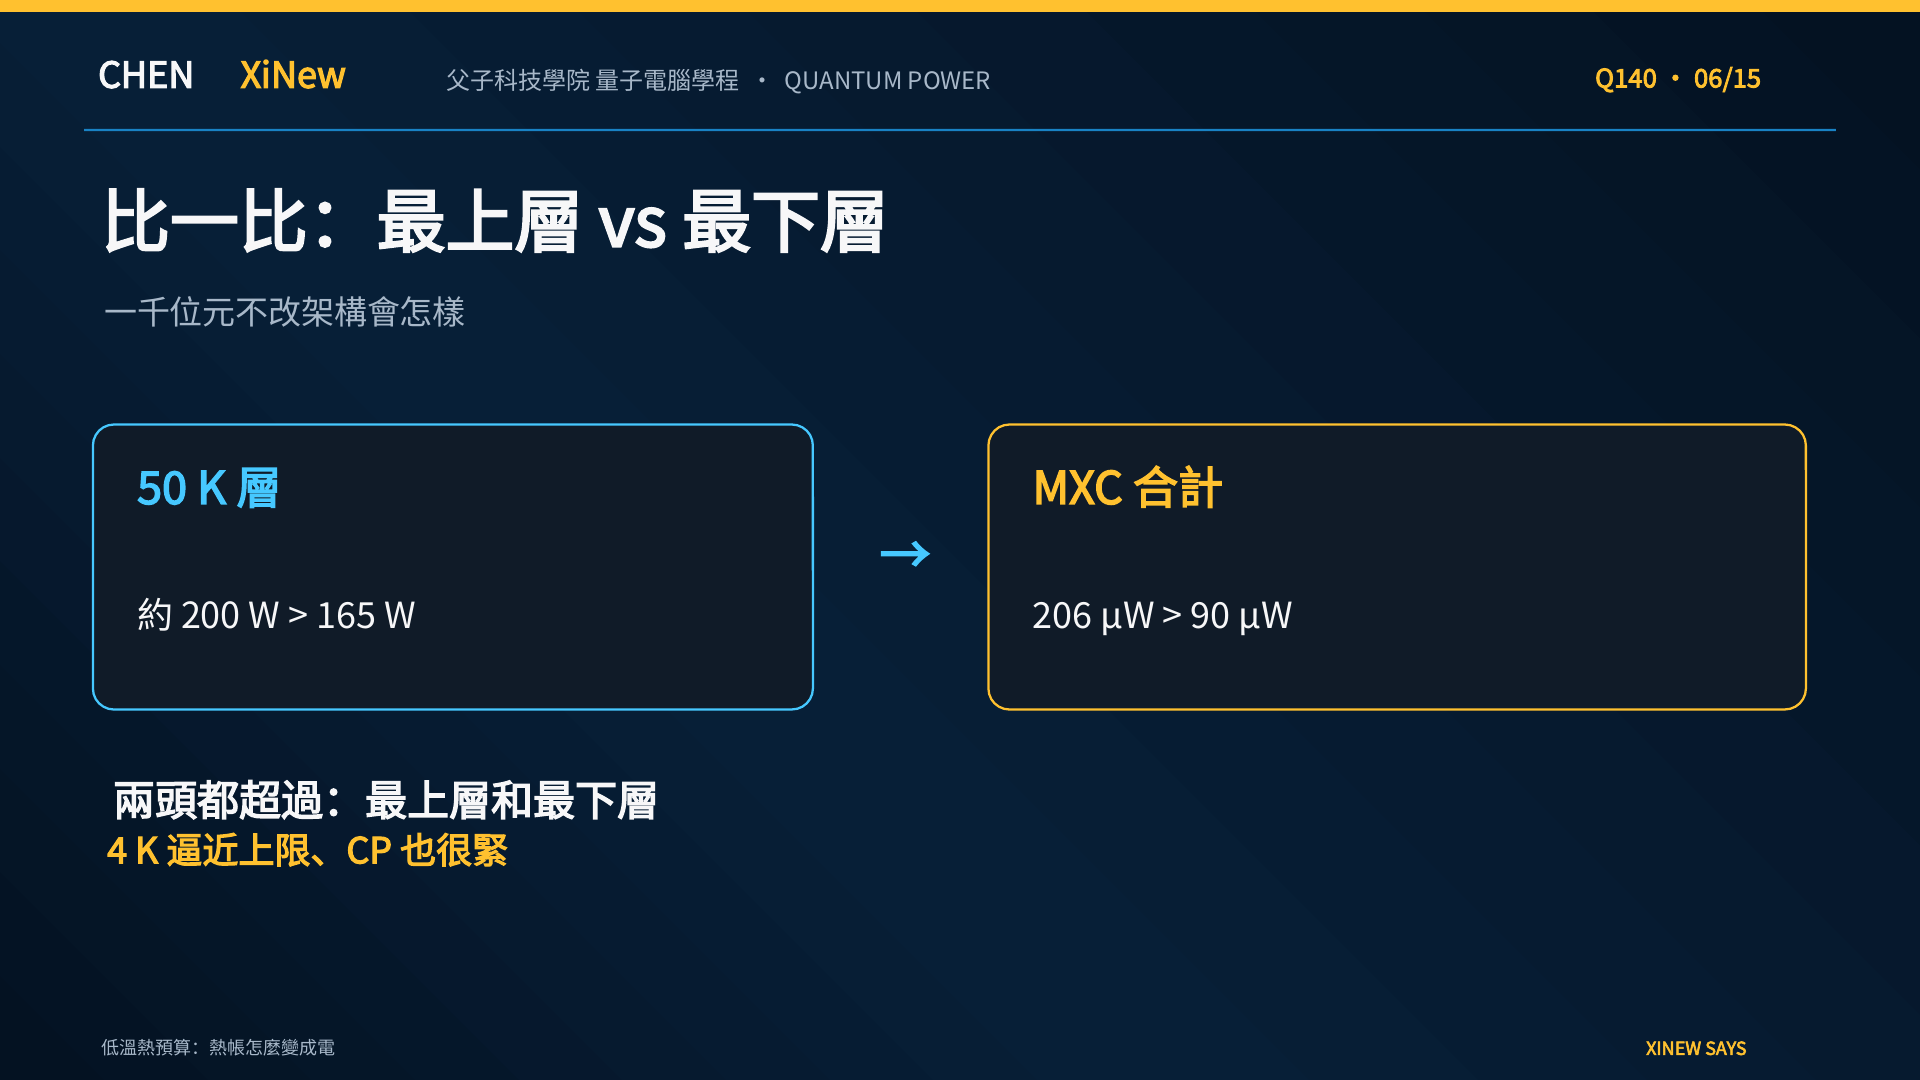 CHEN XiNew 父子科技學院 量子電腦學程 · QUANTUM POWER Q140 · 06/15
比一比：最上層 vs 最下層
一千位元不改架構會怎樣
50 K 層
約 200 W > 165 W
→
MXC 合計
206 µW > 90 µW
兩頭都超過：最上層和最下層
4 K 逼近上限、CP 也很緊
低溫熱預算：熱帳怎麼變成電
XINEW SAYS